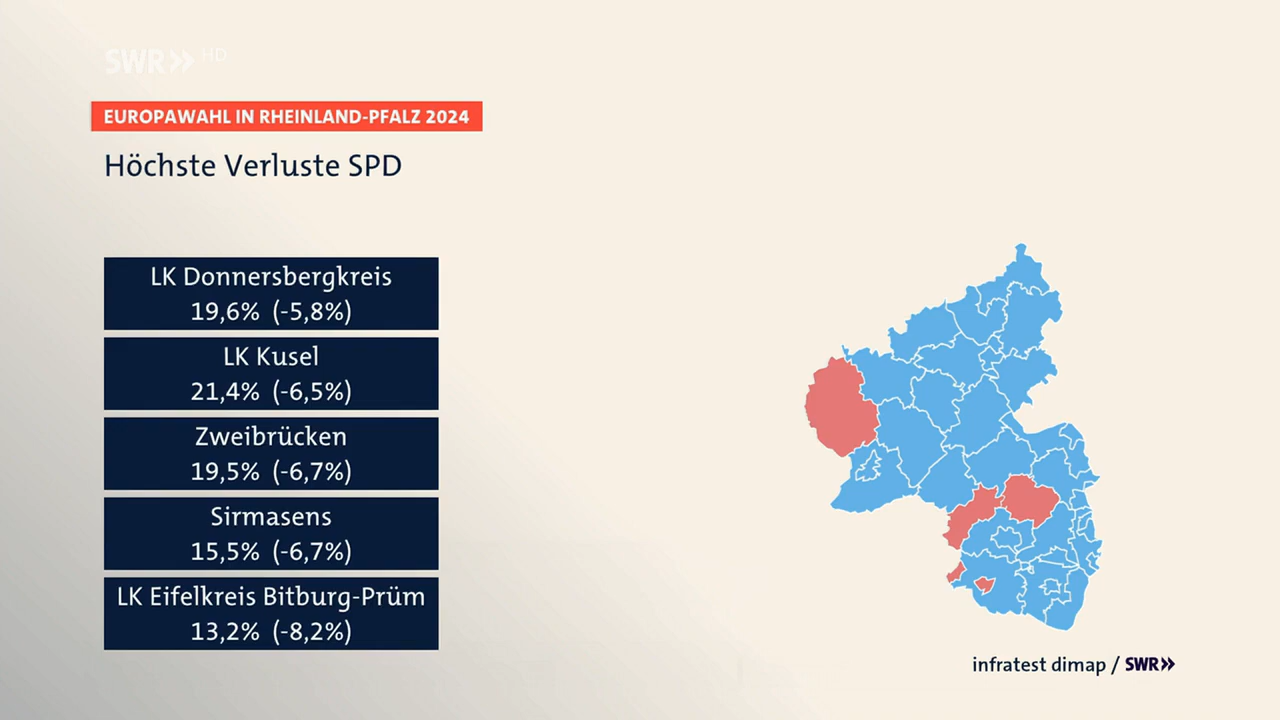 SWR» HD
EUROPAWAHL IN RHEINLAND-PFALZ 2024
Höchste Verluste SPD
LK Donnersbergkreis
19,6% (-5,8%)
LK Kusel
21,4% (-6,5%)
Zweibrücken
19,5% (-6,7%)
Sirmasens
15,5% (-6,7%)
LK Eifelkreis Bitburg-Prüm
13,2% (-8,2%)
infratest dimap / SWR»